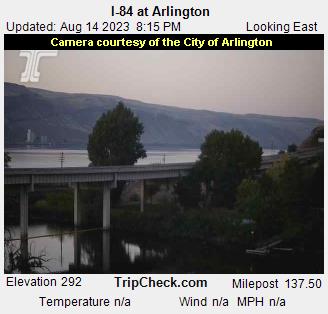 I-84 at Arlington
Updated: Aug 14 2023 8:15 PM Looking East
Camera courtesy of the City of Arlington
Elevation 292 TripCheck.com Milepost 137.50
Temperature n/a Wind n/a MPH n/a